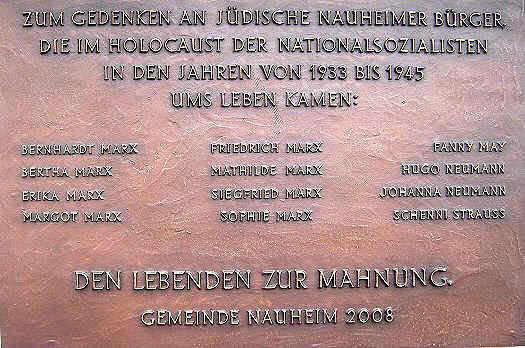 ZUM GEDENKEN AN JÜDISCHE NAUHEIMER BÜRGER,
DIE IM HOLOCAUST DER NATIONALSOZIALISTEN
IN DEN JAHREN VON 1933 BIS 1945
UMS LEBEN KAMEN:
BERNHARDT MARX FRIEDRICH MARX FANNY MAY
BERTHA MARX MATHILDE MARX HUGO NEUMANN
ERIKA MARX SIEGFRIED MARX JOHANNA NEUMANN
MARGOT MARX SOPHIE MARX SCHENNI STRAUSS
DEN LEBENDEN ZUR MAHNUNG.
GEMEINDE NAUHEIM 2008